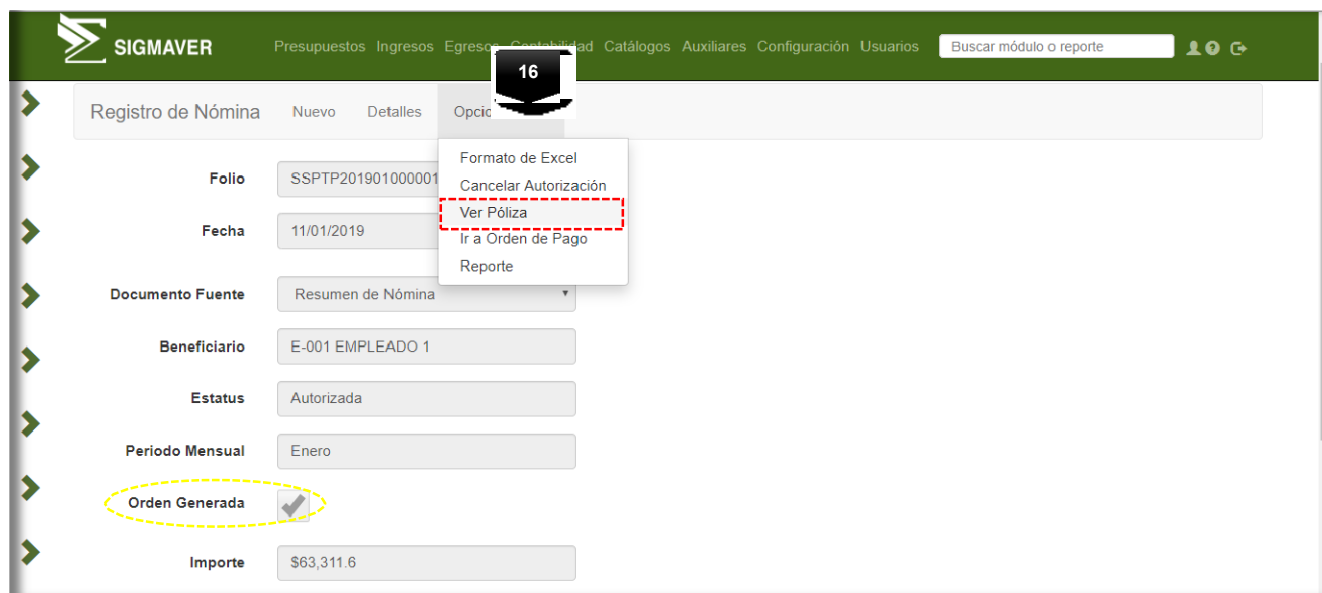 SIGMAVER Presupuestos Ingresos Egresos Contabilidad Catálogos Auxiliares Configuración Usuarios Buscar módulo o reporte
16
Registro de Nómina Nuevo Detalles Opcio
Formato de Excel
Folio SSPTP201901000001
Cancelar Autorización
Ver Póliza
Fecha 11/01/2019
Ir a Orden de Pago
Reporte
Documento Fuente Resumen de Nómina
Beneficiario E-001 EMPLEADO 1
Estatus Autorizada
Periodo Mensual Enero
Orden Generada
Importe $63,311.6